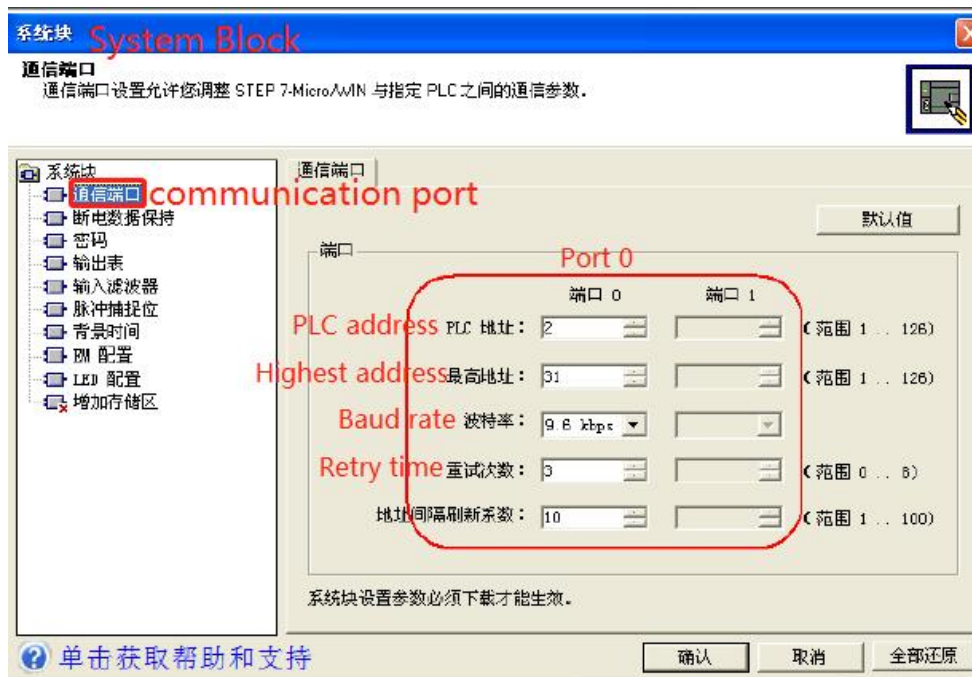 系统块 System Block
通信端口
通信端口设置允许您调整 STEP 7-Micro/WIN 与指定 PLC 之间的通信参数。
系统块
通信端口 communication port
断电数据保持
密码
输出表
输入滤波器
脉冲捕捉位
背景时间
EM 配置
LED 配置
增加存储区
通信端口
默认值
端口
Port 0
端口 0 端口 1
PLC address PLC 地址： 2 (范围 1 .. 126)
Highest address 最高地址： 31 (范围 1 .. 126)
Baud rate 波特率： 9.6 kbps
Retry time 重试次数： 3 (范围 0 .. 8)
地址间隔刷新系数： 10 (范围 1 .. 100)
系统块设置参数必须下载才能生效。
单击获取帮助和支持
确认 取消 全部还原